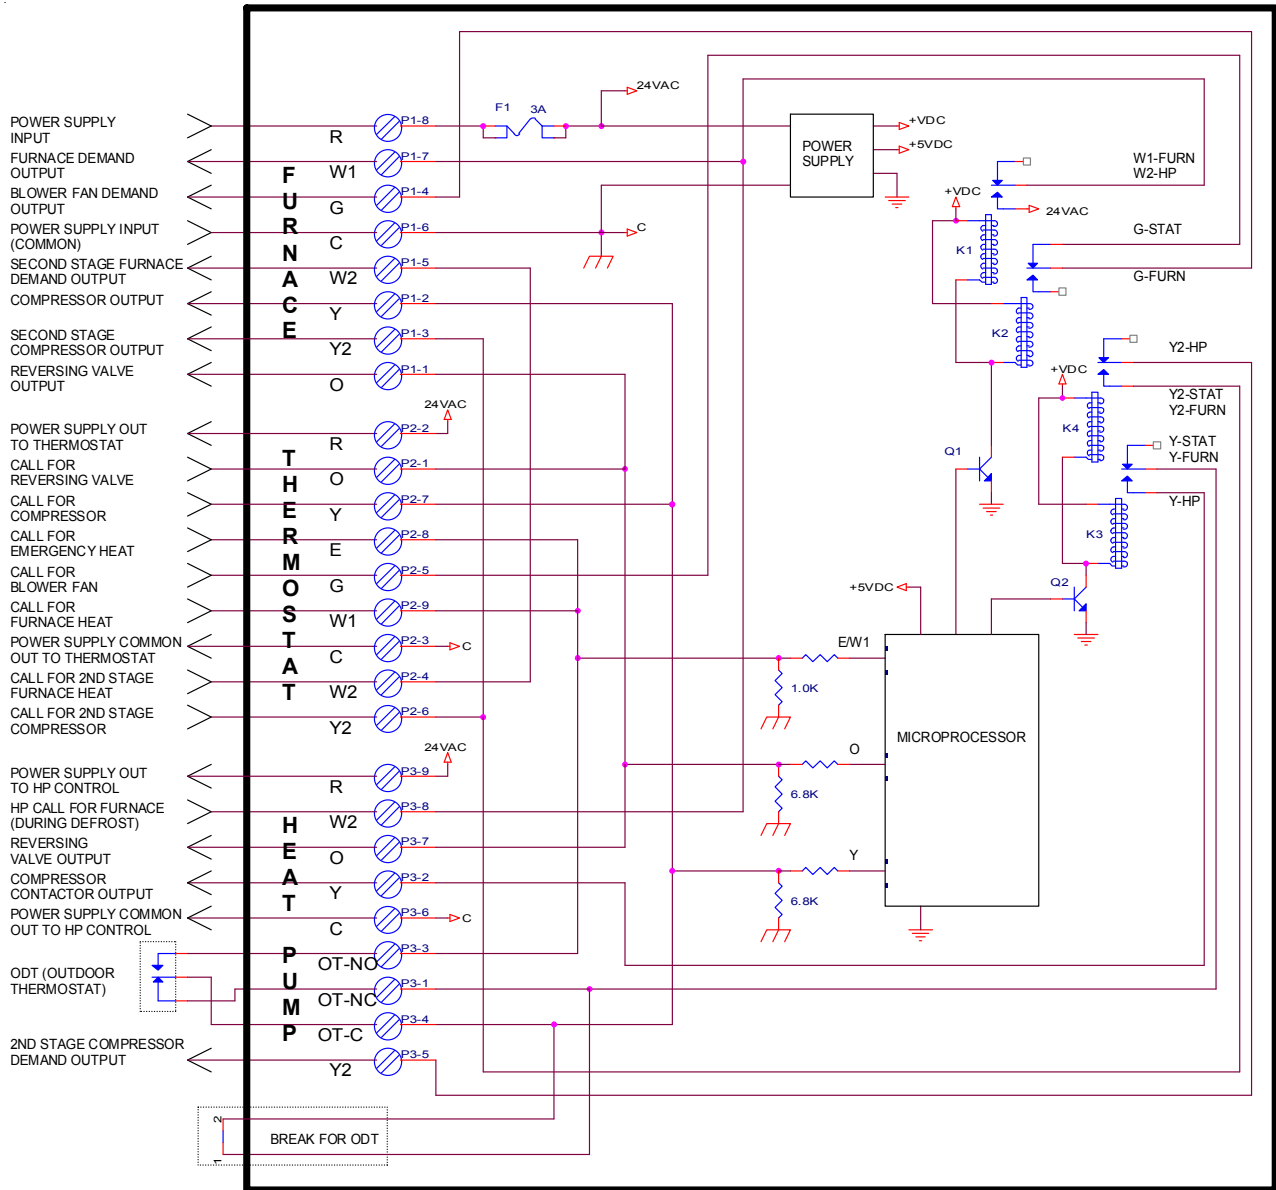 POWER SUPPLY
INPUT
R
P1-8
F1
3A
24VAC
FURNACE DEMAND
OUTPUT
W1
P1-7
BLOWER FAN DEMAND
OUTPUT
G
P1-4
POWER SUPPLY INPUT
(COMMON)
C
P1-6
C
SECOND STAGE FURNACE
DEMAND OUTPUT
W2
P1-5
COMPRESSOR OUTPUT
Y
P1-2
SECOND STAGE
COMPRESSOR OUTPUT
Y2
P1-3
REVERSING VALVE
OUTPUT
O
P1-1
FURNACE
POWER SUPPLY OUT
TO THERMOSTAT
R
P2-2
24VAC
CALL FOR
REVERSING VALVE
O
P2-1
CALL FOR
COMPRESSOR
Y
P2-7
CALL FOR
EMERGENCY HEAT
E
P2-8
CALL FOR
BLOWER FAN
G
P2-5
CALL FOR
FURNACE HEAT
W1
P2-9
POWER SUPPLY COMMON
OUT TO THERMOSTAT
C
P2-3
C
CALL FOR 2ND STAGE
FURNACE HEAT
W2
P2-4
CALL FOR 2ND STAGE
COMPRESSOR
Y2
P2-6
THERMOSTAT
POWER SUPPLY OUT
TO HP CONTROL
R
P3-9
24VAC
HP CALL FOR FURNACE
(DURING DEFROST)
W2
P3-8
REVERSING
VALVE OUTPUT
O
P3-7
COMPRESSOR
CONTACTOR OUTPUT
Y
P3-2
POWER SUPPLY COMMON
OUT TO HP CONTROL
C
P3-6
C
OT-NO
P3-3
ODT (OUTDOOR
THERMOSTAT)
OT-NC
P3-1
OT-C
P3-4
2ND STAGE COMPRESSOR
DEMAND OUTPUT
Y2
P3-5
HEAT PUMP
2
1
BREAK FOR ODT
POWER
SUPPLY
+VDC
+5VDC
W1-FURN
W2-HP
+VDC
24VAC
K1
G-STAT
G-FURN
K2
Y2-HP
+VDC
Y2-STAT
Y2-FURN
K4
Y-STAT
Y-FURN
Q1
Y-HP
K3
Q2
+5VDC
E/W1
1.0K
MICROPROCESSOR
O
6.8K
Y
6.8K